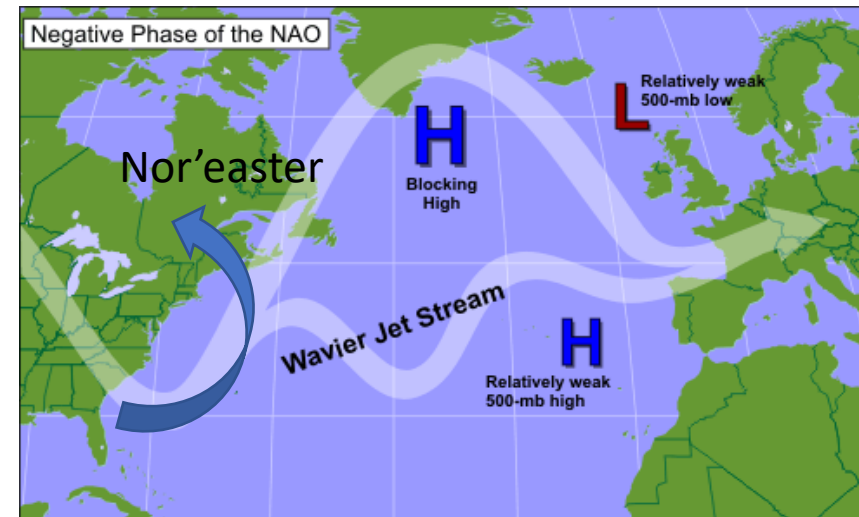 Negative Phase of the NAO
Nor’easter
H
Blocking
High
L
Relatively weak
500-mb low
Wavier Jet Stream
H
Relatively weak
500-mb high